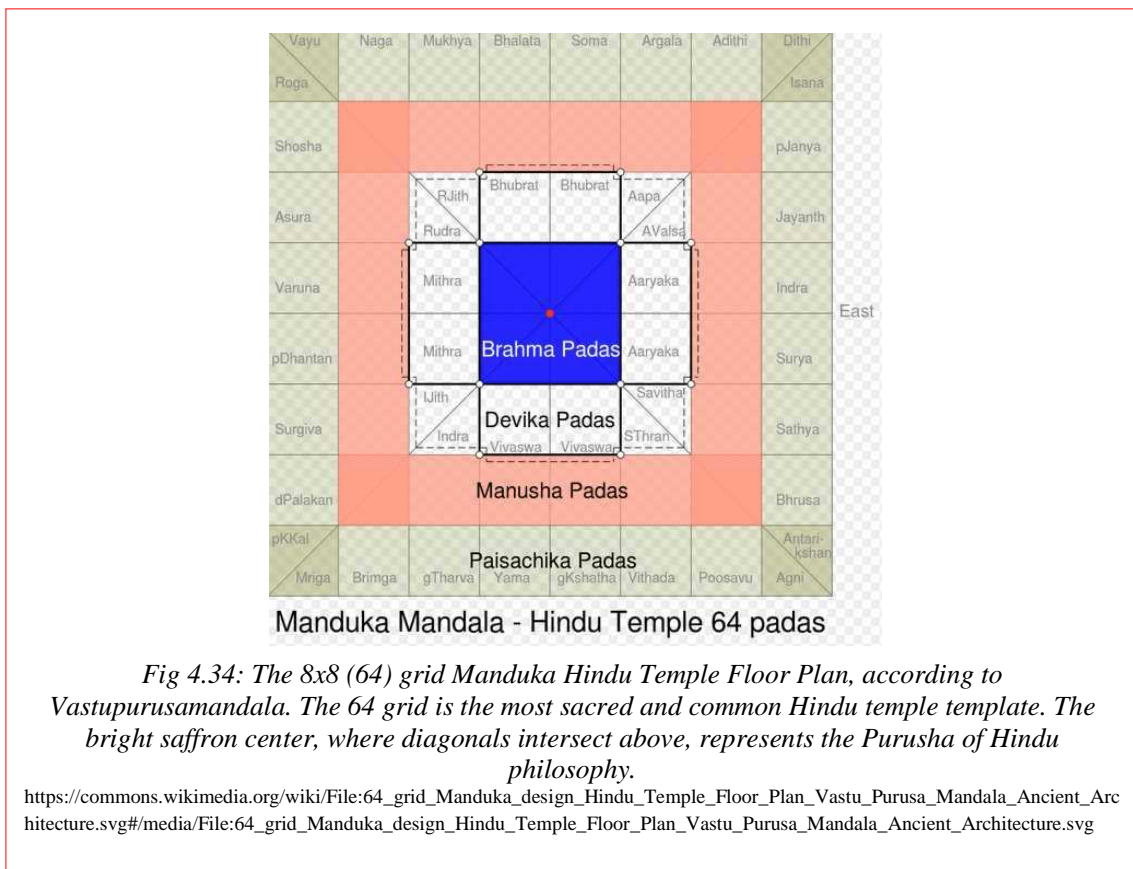 Vayu Naga Mukhya Bhalata Soma Argala Adithi Dithi
Roga Isana
Shosha pJanya
RJith Bhubrat Bhubrat Aapa
Asura Rudra AValsa Jayanth
Varuna Mithra Aaryaka Indra
East
pDhantan Mithra Brahma Padas Aaryaka Surya
IJith Savitha
Devika Padas
Surgiva Indra Vivaswa Vivaswa SThran Sathya
dPalakan Manusha Padas Bhrusa
pKKal Antari-
kshan
Paisachika Padas
Mriga Brimga gTharva Yama gKshatha Vithada Poosavu Agni
Manduka Mandala - Hindu Temple 64 padas
Fig 4.34: The 8x8 (64) grid Manduka Hindu Temple Floor Plan, according to
Vastupurusamandala. The 64 grid is the most sacred and common Hindu temple template. The
bright saffron center, where diagonals intersect above, represents the Purusha of Hindu
philosophy.
https://commons.wikimedia.org/wiki/File:64_grid_Manduka_design_Hindu_Temple_Floor_Plan_Vastu_Purusa_Mandala_Ancient_Arc
hitecture.svg#/media/File:64_grid_Manduka_design_Hindu_Temple_Floor_Plan_Vastu_Purusa_Mandala_Ancient_Architecture.svg